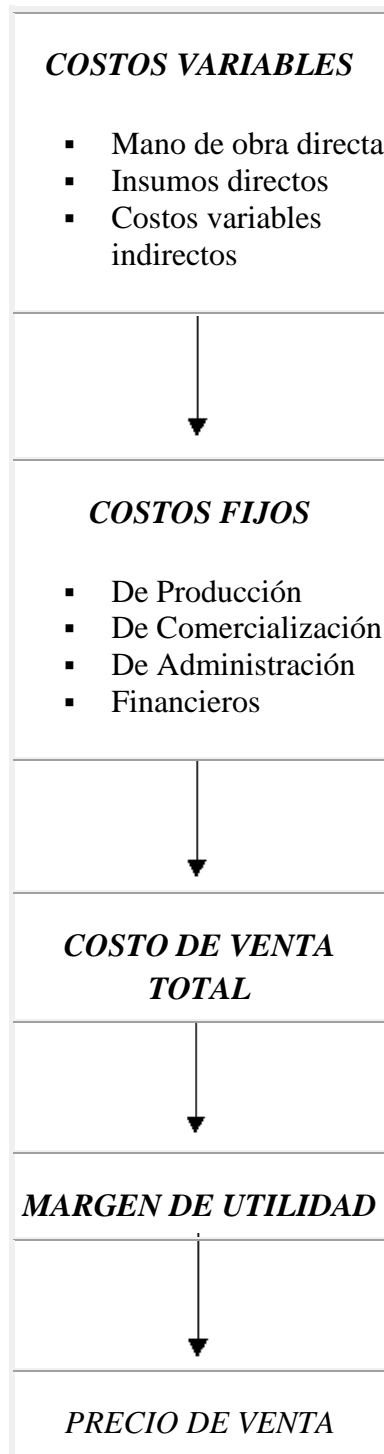 COSTOS VARIABLES
▪ Mano de obra directa
▪ Insumos directos
▪ Costos variables
indirectos
COSTOS FIJOS
▪ De Producción
▪ De Comercialización
▪ De Administración
▪ Financieros
COSTO DE VENTA
TOTAL
MARGEN DE UTILIDAD
PRECIO DE VENTA